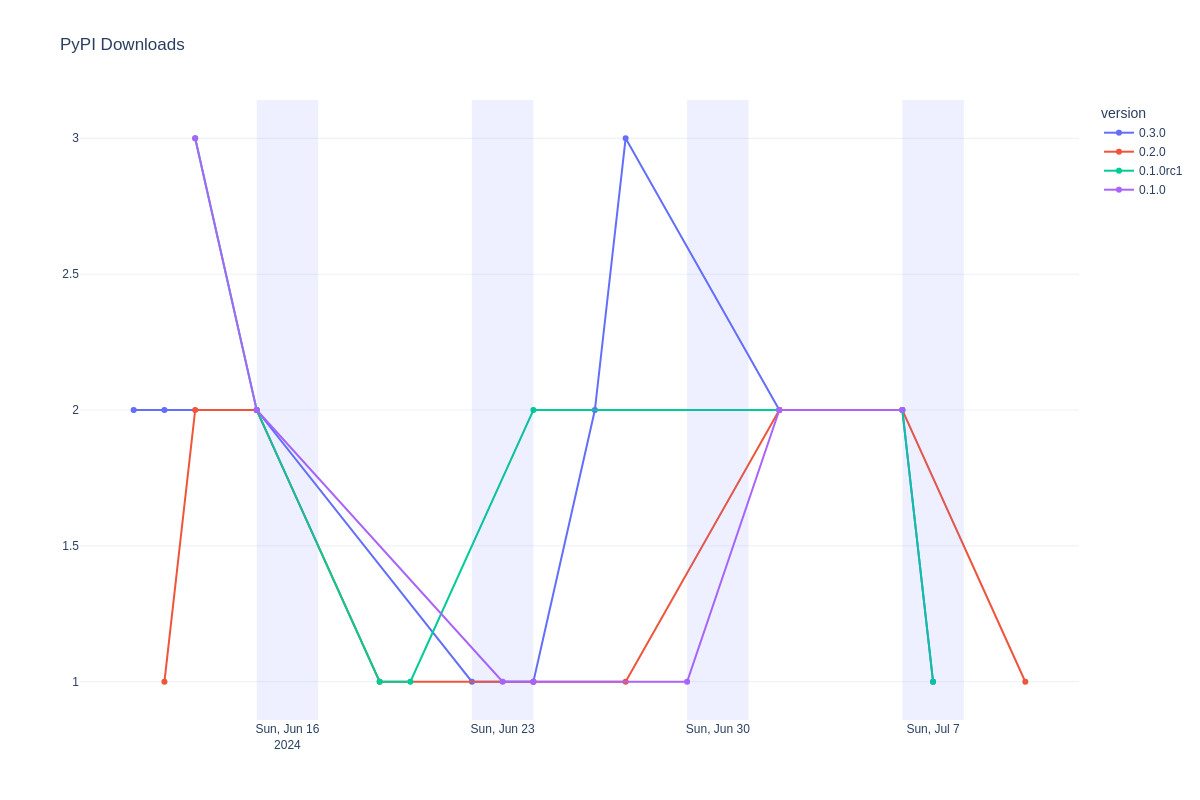 PyPI Downloads
version
0.3.0
0.2.0
0.1.0rc1
0.1.0
3
2.5
2
1.5
1
Sun, Jun 16
2024
Sun, Jun 23
Sun, Jun 30
Sun, Jul 7